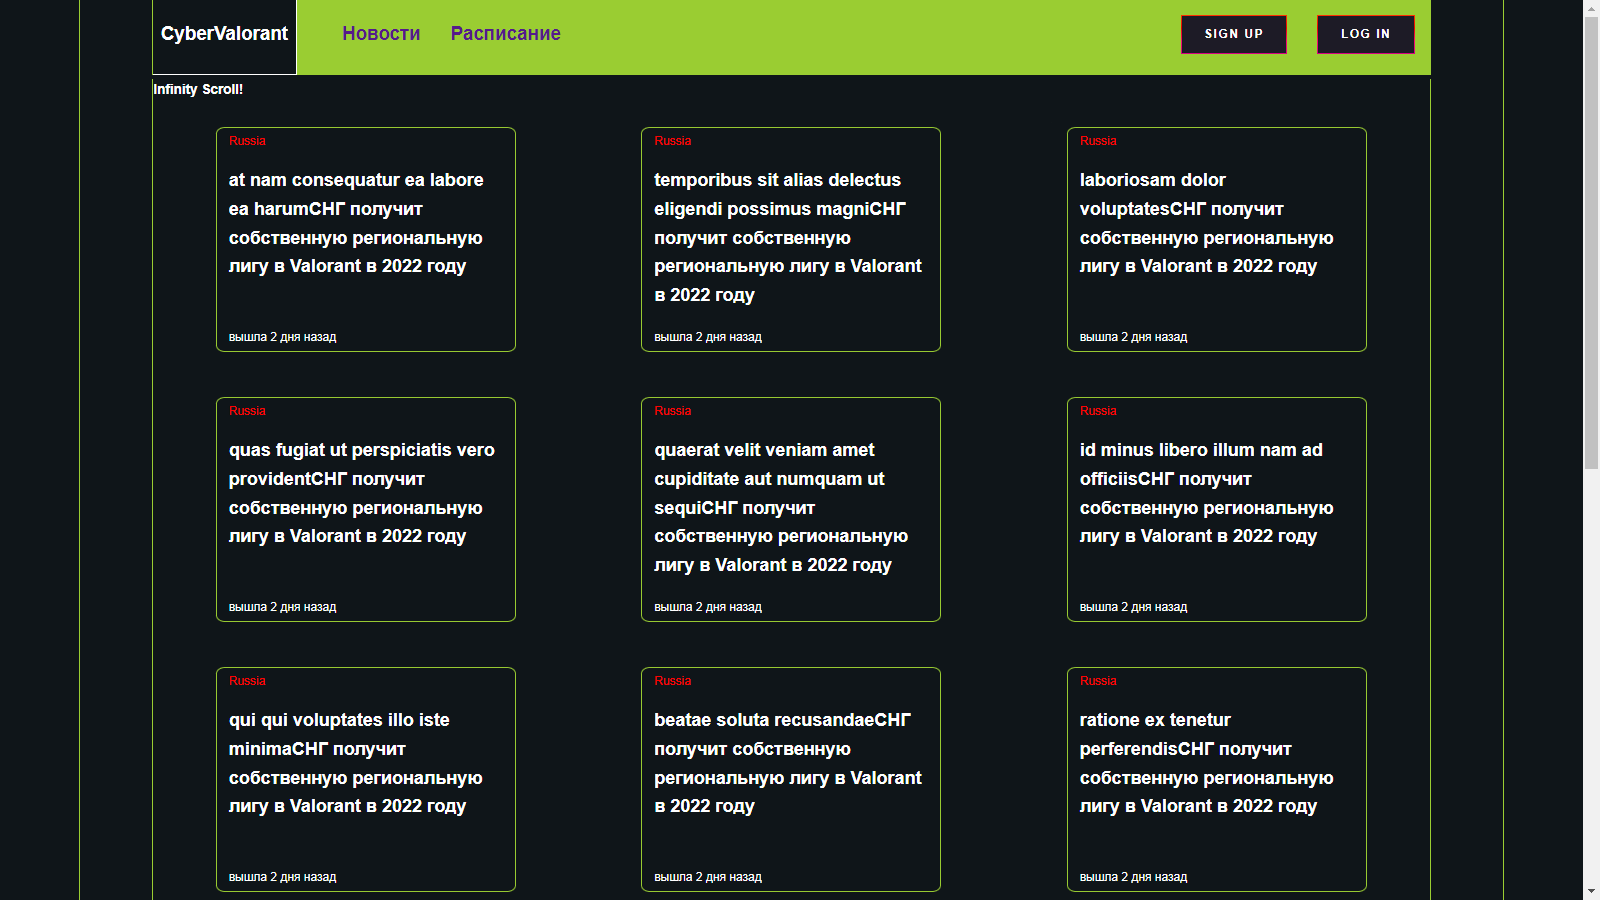 CyberValorant
Новости
Расписание
SIGN UP
LOG IN
Infinity Scroll!
Russia
at nam consequatur ea labore
ea harumСНГ получит
собственную региональную
лигу в Valorant в 2022 году
вышла 2 дня назад
Russia
temporibus sit alias delectus
eligendi possimus magniСНГ
получит собственную
региональную лигу в Valorant
в 2022 году
вышла 2 дня назад
Russia
laboriosam dolor
voluptatesСНГ получит
собственную региональную
лигу в Valorant в 2022 году
вышла 2 дня назад
Russia
quas fugiat ut perspiciatis vero
providentСНГ получит
собственную региональную
лигу в Valorant в 2022 году
вышла 2 дня назад
Russia
quaerat velit veniam amet
cupiditate aut numquam ut
sequiСНГ получит
собственную региональную
лигу в Valorant в 2022 году
вышла 2 дня назад
Russia
id minus libero illum nam ad
officiisСНГ получит
собственную региональную
лигу в Valorant в 2022 году
вышла 2 дня назад
Russia
qui qui voluptates illo iste
minimaСНГ получит
собственную региональную
лигу в Valorant в 2022 году
вышла 2 дня назад
Russia
beatae soluta recusandaeСНГ
получит собственную
региональную лигу в Valorant
в 2022 году
вышла 2 дня назад
Russia
ratione ex tenetur
perferendisСНГ получит
собственную региональную
лигу в Valorant в 2022 году
вышла 2 дня назад